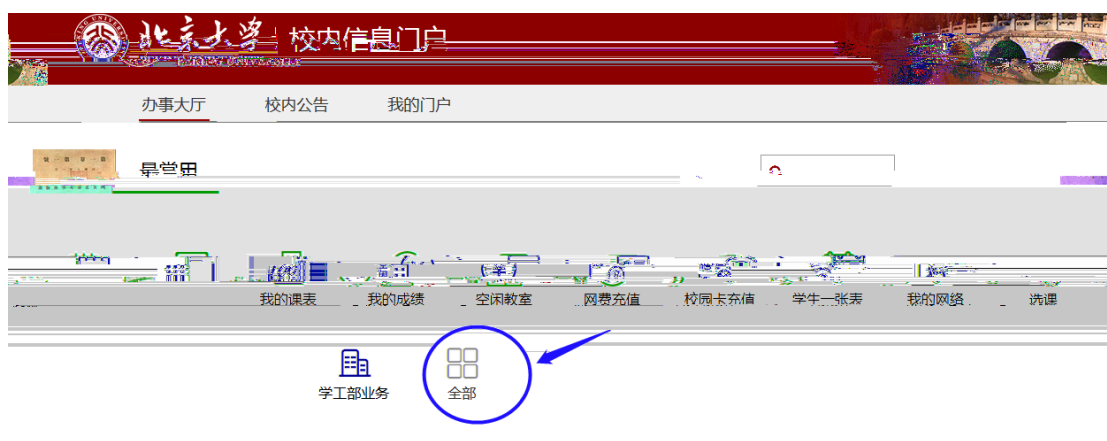 北京大学 校内信息门户
办事大厅 校内公告 我的门户
最常用
我的课表 我的成绩 空闲教室 网费充值 校园卡充值 学生一张表 我的网络 选课
学工部业务 全部